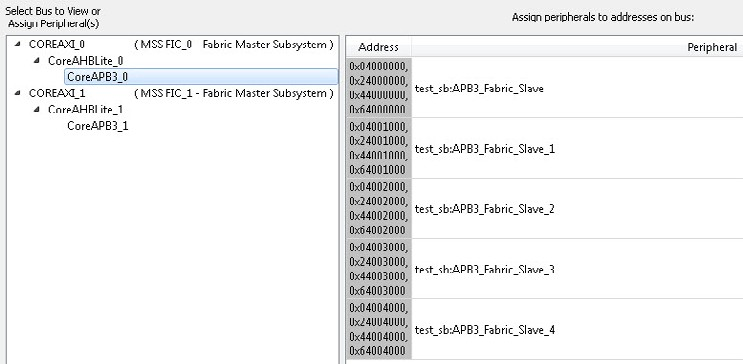 Select Bus to View or
Assign Peripheral(s)
COREAXI_0 ( MSS FIC_0 - Fabric Master Subsystem )
CoreAHBLite_0
CoreAPB3_0
COREAXI_1 ( MSS FIC_1 - Fabric Master Subsystem )
CoreAHBLite_1
CoreAPB3_1
Assign peripherals to addresses on bus:
Address Peripheral
0x04000000,
0x24000000,
0x44000000,
0x64000000
test_sb:APB3_Fabric_Slave
0x04001000,
0x24001000,
0x44001000,
0x64001000
test_sb:APB3_Fabric_Slave_1
0x04002000,
0x24002000,
0x44002000,
0x64002000
test_sb:APB3_Fabric_Slave_2
0x04003000,
0x24003000,
0x44003000,
0x64003000
test_sb:APB3_Fabric_Slave_3
0x04004000,
0x24004000,
0x44004000,
0x64004000
test_sb:APB3_Fabric_Slave_4